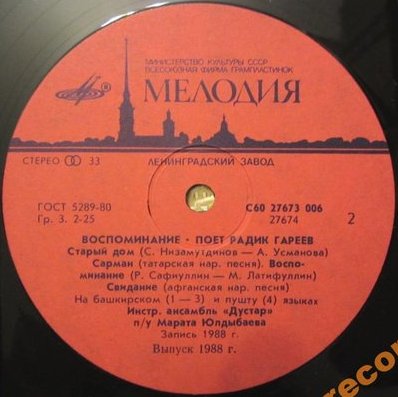 МИНИСТЕРСТВО КУЛЬТУРЫ СССР
ВСЕСОЮЗНАЯ ФИРМА ГРАМПЛАСТИНОК
МЕЛОДИЯ
СТЕРЕО 33
ЛЕНИНГРАДСКИЙ ЗАВОД
ГОСТ 5289-80
Гр. 3. 2-25
С60 27673 006
27674
2
ВОСПОМИНАНИЕ · ПОЕТ РАДИК ГАРЕЕВ
Старый дом (С. Низамутдинов — А. Усманова)
Сарман (татарская нар. песня). Воспо-
минание (Р. Сафиуллин — М. Латифуллин)
Свидание (афганская нар. песня)
На башкирском (1 — 3) и пушту (4) языках
Инстр. ансамбль «Дустар»
п/у Марата Юлдыбаева
Запись 1988 г.
Выпуск 1988 г.